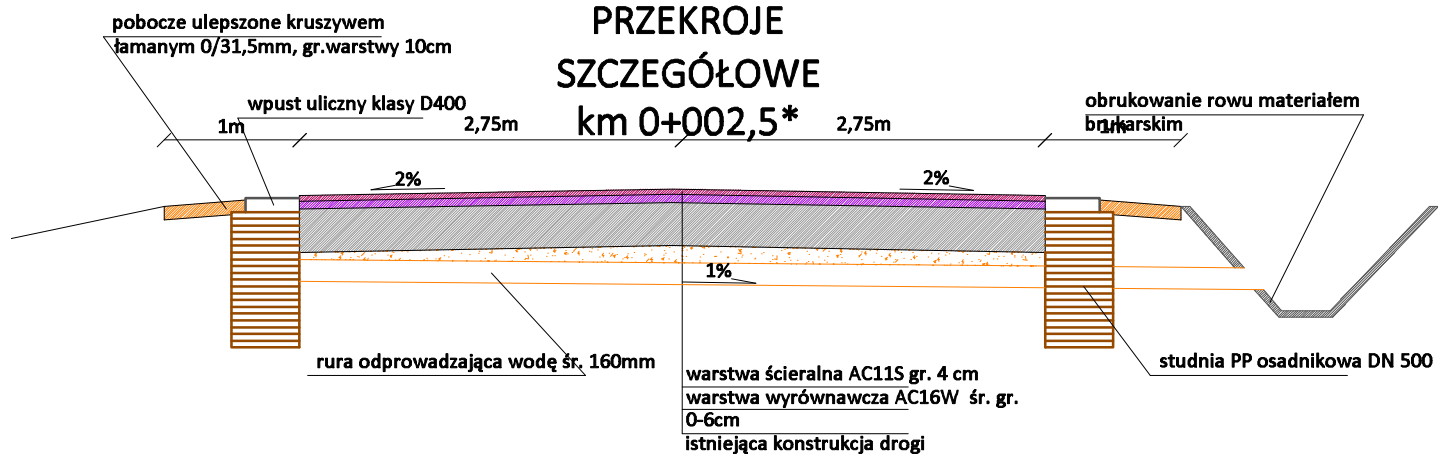 PRZEKROJE
SZCZEGÓŁOWE
km 0+002,5*
pobocze ulepszone kruszywem
łamanym 0/31,5mm, gr.warstwy 10cm
wpust uliczny klasy D400
obrukowanie rowu materiałem
brukarskim
1m
2,75m
2,75m
1m
2%
2%
1%
rura odprowadzająca wodę śr. 160mm
studnia PP osadnikowa DN 500
warstwa ścieralna AC11S gr. 4 cm
warstwa wyrównawcza AC16W śr. gr.
0-6cm
istniejąca konstrukcja drogi